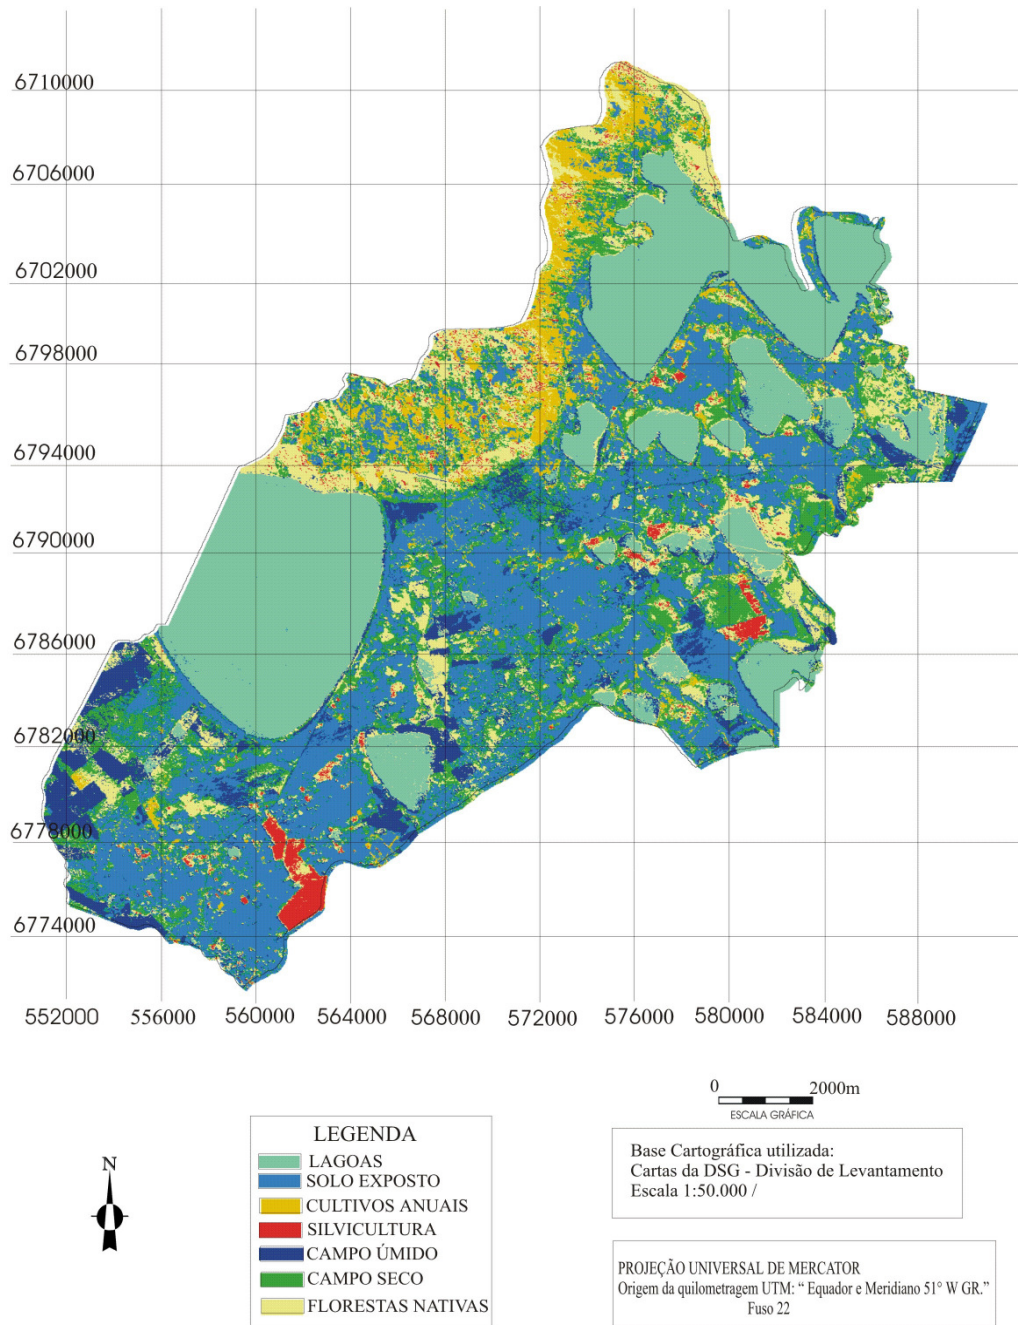 6710000
6706000
6702000
6798000
6794000
6790000
6786000
6782000
6778000
6774000
552000 556000 560000 564000 568000 572000 576000 580000 584000 588000
0 2000m
ESCALA GRÁFICA
N
LEGENDA
LAGOAS
SOLO EXPOSTO
CULTIVOS ANUAIS
SILVICULTURA
CAMPO ÚMIDO
CAMPO SECO
FLORESTAS NATIVAS
Base Cartográfica utilizada:
Cartas da DSG - Divisão de Levantamento
Escala 1:50.000 /
PROJEÇÃO UNIVERSAL DE MERCATOR
Origem da quilometragem UTM: “ Equador e Meridiano 51° W GR.”
Fuso 22